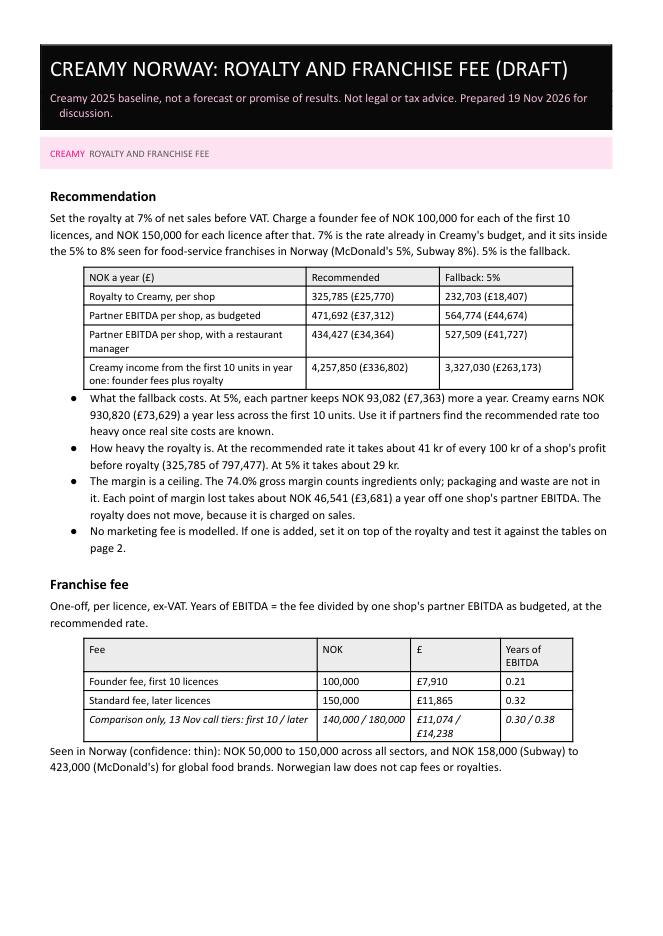 CREAMY NORWAY: ROYALTY AND FRANCHISE FEE (DRAFT)
Creamy 2025 baseline, not a forecast or promise of results. Not legal or tax advice. Prepared 19 Nov 2026 for
discussion.
CREAMY ROYALTY AND FRANCHISE FEE
Recommendation
Set the royalty at 7% of net sales before VAT. Charge a founder fee of NOK 100,000 for each of the first 10
licences, and NOK 150,000 for each licence after that. 7% is the rate already in Creamy's budget, and it sits inside
the 5% to 8% seen for food-service franchises in Norway (McDonald's 5%, Subway 8%). 5% is the fallback.
NOK a year (£) Recommended Fallback: 5%
Royalty to Creamy, per shop 325,785 (£25,770) 232,703 (£18,407)
Partner EBITDA per shop, as budgeted 471,692 (£37,312) 564,774 (£44,674)
Partner EBITDA per shop, with a restaurant 434,427 (£34,364) 527,509 (£41,727)
manager
Creamy income from the first 10 units in year 4,257,850 (£336,802) 3,327,030 (£263,173)
one: founder fees plus royalty
● What the fallback costs. At 5%, each partner keeps NOK 93,082 (£7,363) more a year. Creamy earns NOK
930,820 (£73,629) a year less across the first 10 units. Use it if partners find the recommended rate too
heavy once real site costs are known.
● How heavy the royalty is. At the recommended rate it takes about 41 kr of every 100 kr of a shop's profit
before royalty (325,785 of 797,477). At 5% it takes about 29 kr.
● The margin is a ceiling. The 74.0% gross margin counts ingredients only; packaging and waste are not in
it. Each point of margin lost takes about NOK 46,541 (£3,681) a year off one shop's partner EBITDA. The
royalty does not move, because it is charged on sales.
● No marketing fee is modelled. If one is added, set it on top of the royalty and test it against the tables on
page 2.
Franchise fee
One-off, per licence, ex-VAT. Years of EBITDA = the fee divided by one shop's partner EBITDA as budgeted, at the
recommended rate.
Fee NOK £ Years of
EBITDA
Founder fee, first 10 licences 100,000 £7,910 0.21
Standard fee, later licences 150,000 £11,865 0.32
Comparison only, 13 Nov call tiers: first 10 / later 140,000 / 180,000 £11,074 / 0.30 / 0.38
£14,238
Seen in Norway (confidence: thin): NOK 50,000 to 150,000 across all sectors, and NOK 158,000 (Subway) to
423,000 (McDonald's) for global food brands. Norwegian law does not cap fees or royalties.